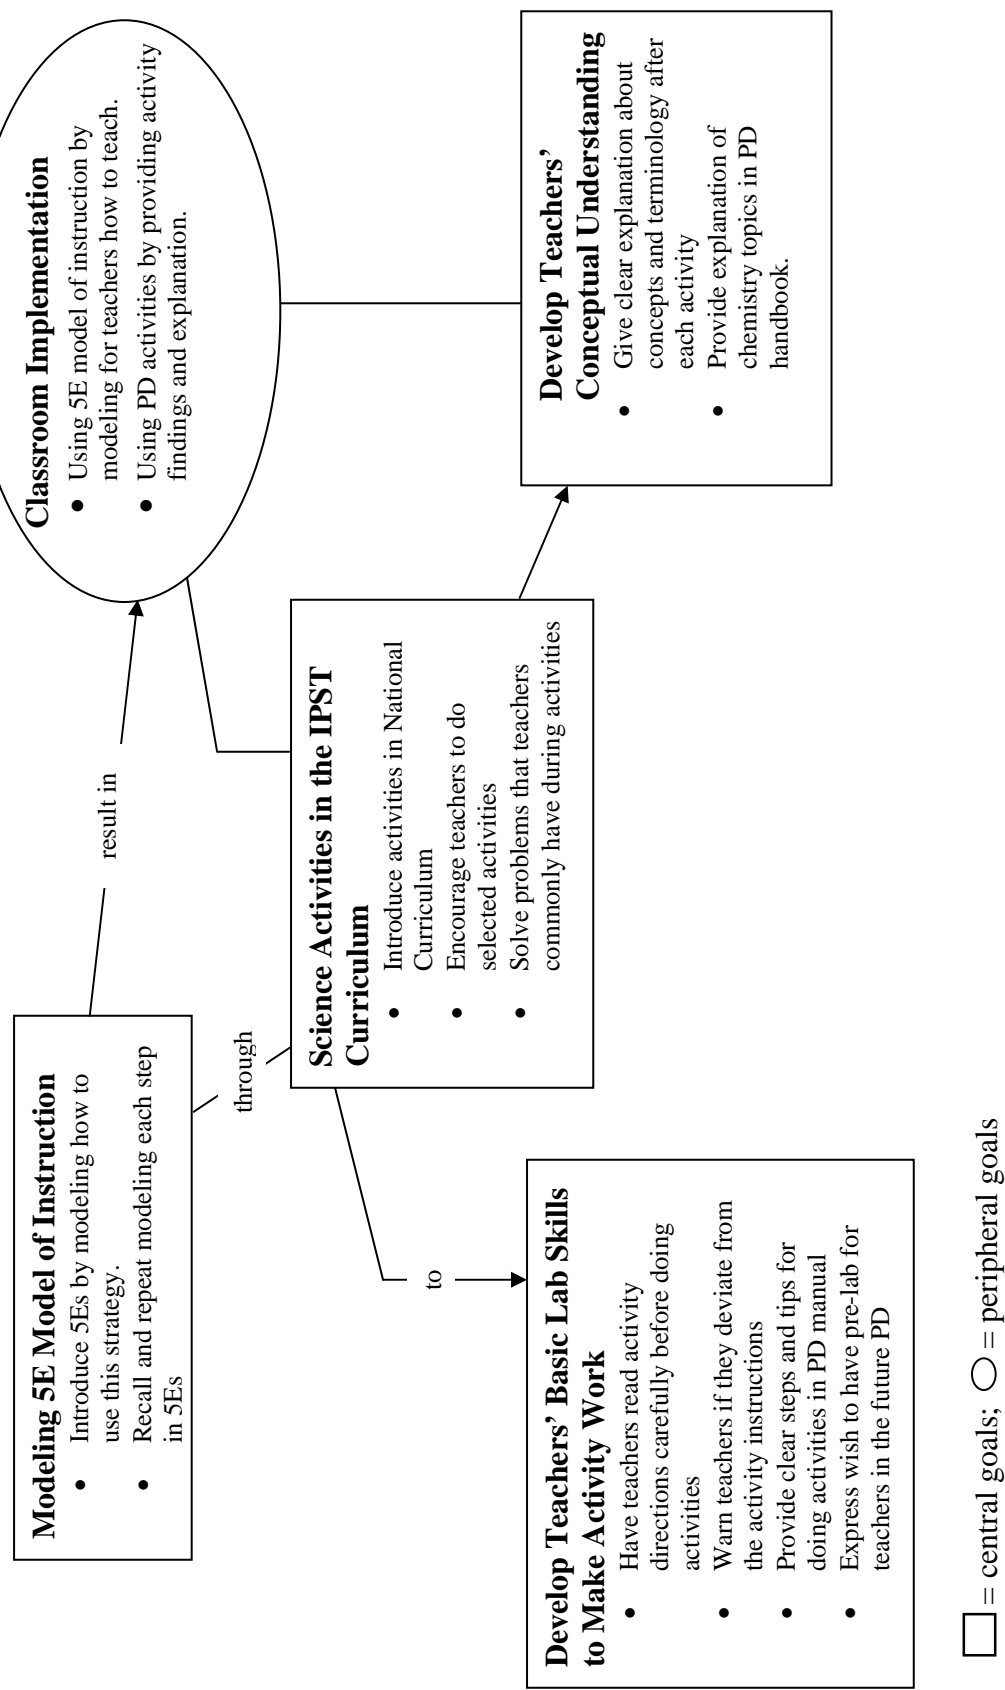 Modeling 5E Model of Instruction
• Introduce 5Es by modeling how to
use this strategy.
• Recall and repeat modeling each step
in 5Es
result in
Classroom Implementation
• Using 5E model of instruction by
modeling for teachers how to teach.
• Using PD activities by providing activity
findings and explanation.
through
Science Activities in the IPST
Curriculum
• Introduce activities in National
Curriculum
• Encourage teachers to do
selected activities
• Solve problems that teachers
commonly have during activities
to
Develop Teachers' Basic Lab Skills
to Make Activity Work
• Have teachers read activity
directions carefully before doing
activities
• Warn teachers if they deviate from
the activity instructions
• Provide clear steps and tips for
doing activities in PD manual
• Express wish to have pre-lab for
teachers in the future PD
Develop Teachers’
Conceptual Understanding
• Give clear explanation about
concepts and terminology after
each activity
• Provide explanation of
chemistry topics in PD
handbook.
= central goals; = peripheral goals